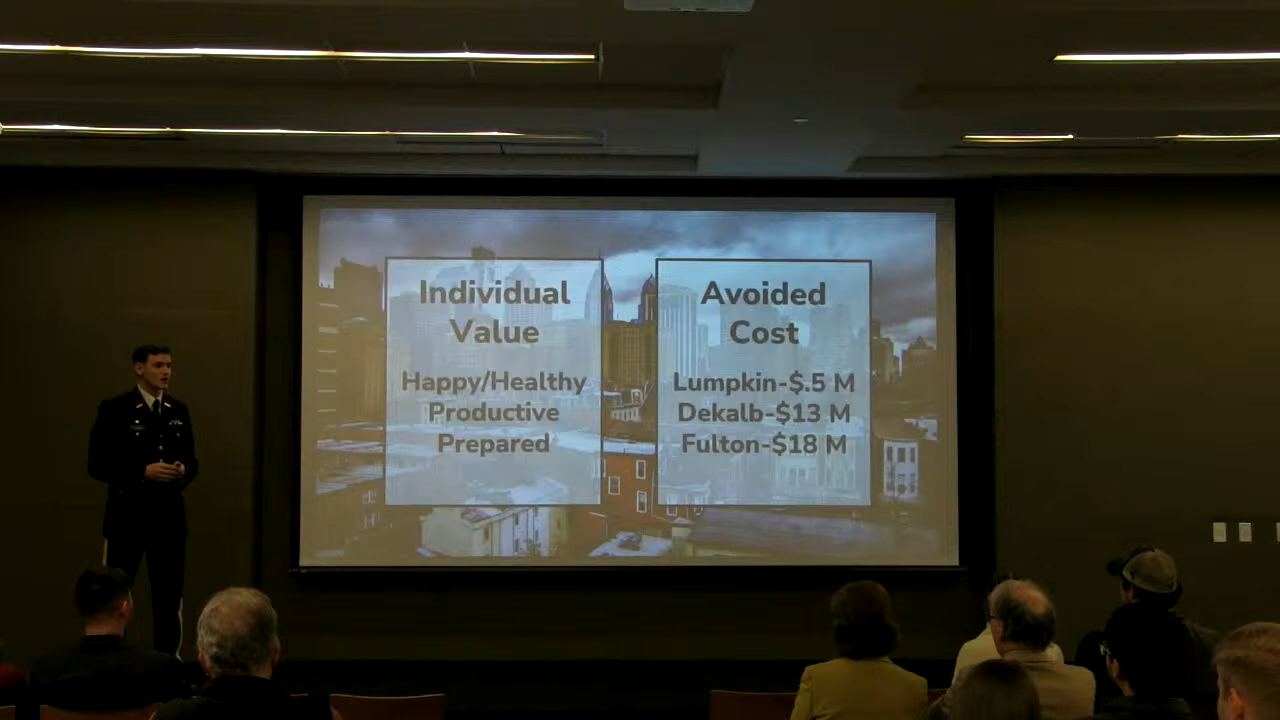 Individual
Value
Happy/Healthy
Productive
Prepared
Avoided
Cost
Lumpkin-$.5 M
Dekalb-$13 M
Fulton-$18 M